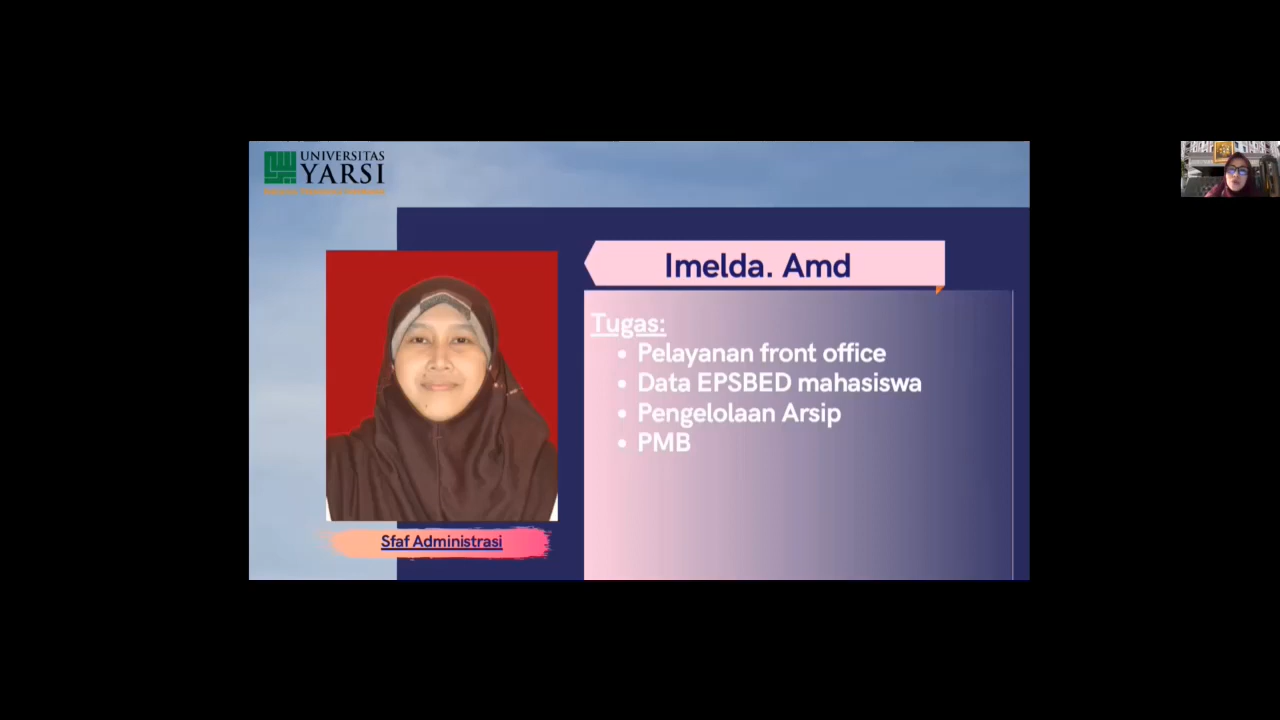 UNIVERSITAS
YARSI
Imelda. Amd
Tugas:
• Pelayanan front office
• Data EPSBED mahasiswa
• Pengelolaan Arsip
• PMB
Sfaf Administrasi